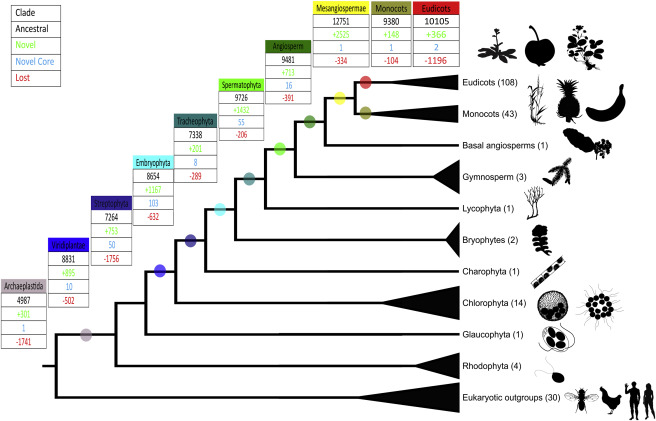 Clade
Ancestral
Novel
Novel Core
Lost
Mesangiospermae
12751
+2525
1
-334
Monocots
9380
+148
1
-104
Eudicots
10105
+366
2
-1196
Angiosperm
9481
+713
16
-391
Spermatophyta
9726
+1432
55
-206
Tracheophyta
7338
+201
8
-289
Embryophyta
8654
+1167
103
-632
Streptophyta
7264
+753
50
-1756
Viridiplantae
8831
+895
10
-502
Archaeplastida
4987
1
-1741
Eudicots (108)
Monocots (43)
Basal angiosperms (1)
Gymnosperm (3)
Lycophyta (1)
Bryophytes (2)
Charophyta (1)
Chlorophyta (14)
Glaucophyta (1)
Rhodophyta (4)
Eukaryotic outgroups (30)